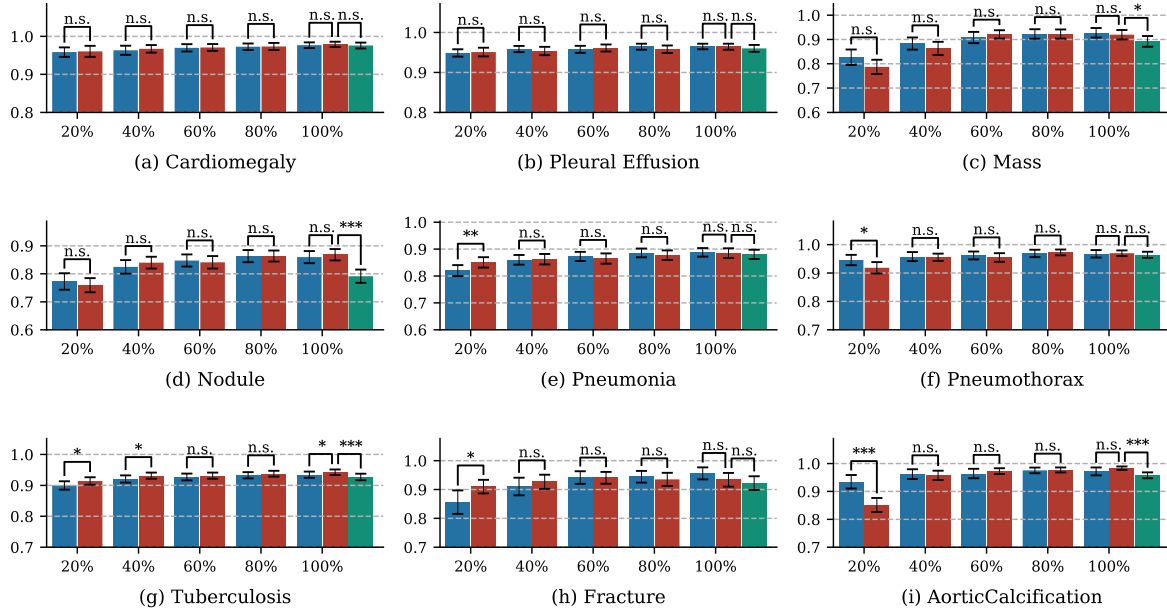 n.s. n.s. n.s. n.s. n.s. n.s.
1.0
0.9
0.8
20% 40% 60% 80% 100%
(a) Cardiomegaly
n.s. n.s. n.s. n.s. n.s. n.s.
1.0
0.9
0.8
20% 40% 60% 80% 100%
(b) Pleural Effusion
n.s. n.s. n.s. n.s. n.s. *
1.0
0.9
0.8
0.7
0.6
20% 40% 60% 80% 100%
(c) Mass
n.s. n.s. n.s. n.s. n.s. ***
0.9
0.8
0.7
0.6
20% 40% 60% 80% 100%
(d) Nodule
** n.s. n.s. n.s. n.s. n.s.
1.0
0.9
0.8
0.7
0.6
20% 40% 60% 80% 100%
(e) Pneumonia
* n.s. n.s. n.s. n.s. n.s.
1.0
0.9
0.8
0.7
20% 40% 60% 80% 100%
(f) Pneumothorax
* * n.s. n.s. * ***
1.0
0.9
0.8
0.7
20% 40% 60% 80% 100%
(g) Tuberculosis
* n.s. n.s. n.s. n.s. n.s.
1.0
0.9
0.8
0.7
20% 40% 60% 80% 100%
(h) Fracture
*** n.s. n.s. n.s. n.s. ***
1.0
0.9
0.8
0.7
20% 40% 60% 80% 100%
(i) AorticCalcification